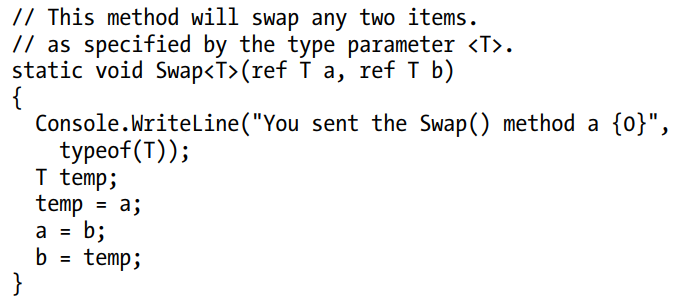 // This method will swap any two items.
// as specified by the type parameter <T>.
static void Swap<T>(ref T a, ref T b)
{
  Console.WriteLine("You sent the Swap() method a {0}",
    typeof(T));
  T temp;
  temp = a;
  a = b;
  b = temp;
}